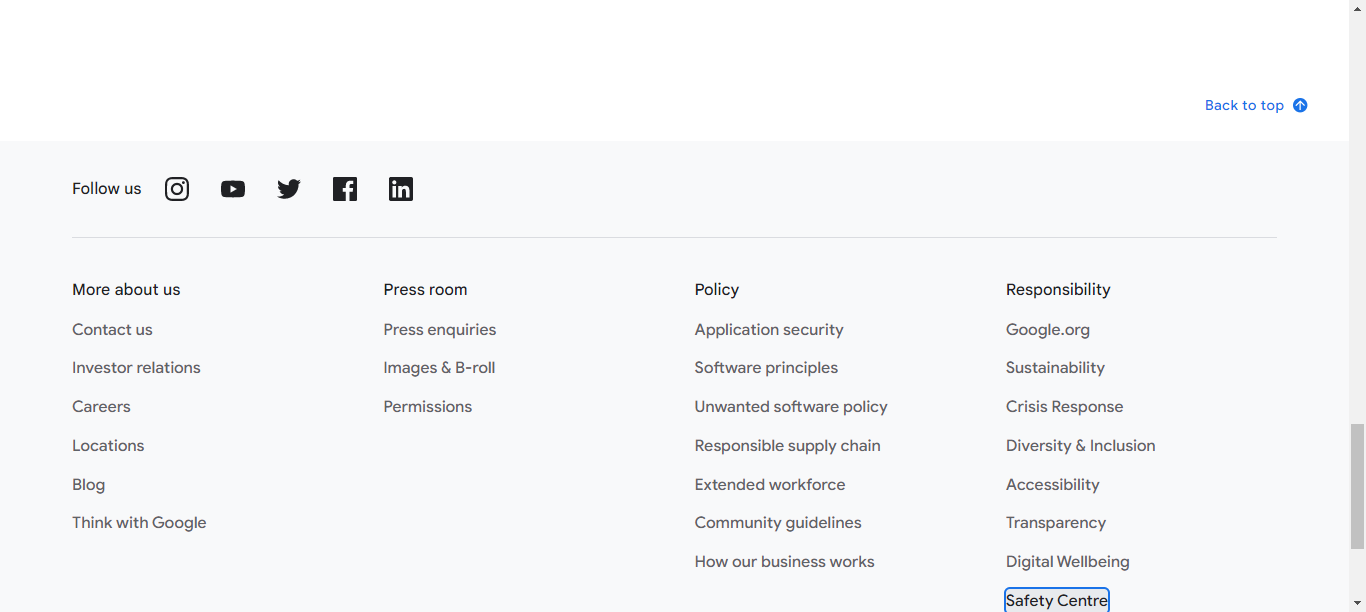 Back to top
Follow us
More about us
Contact us
Investor relations
Careers
Locations
Blog
Think with Google
Press room
Press enquiries
Images & B-roll
Permissions
Policy
Application security
Software principles
Unwanted software policy
Responsible supply chain
Extended workforce
Community guidelines
How our business works
Responsibility
Google.org
Sustainability
Crisis Response
Diversity & Inclusion
Accessibility
Transparency
Digital Wellbeing
Safety Centre